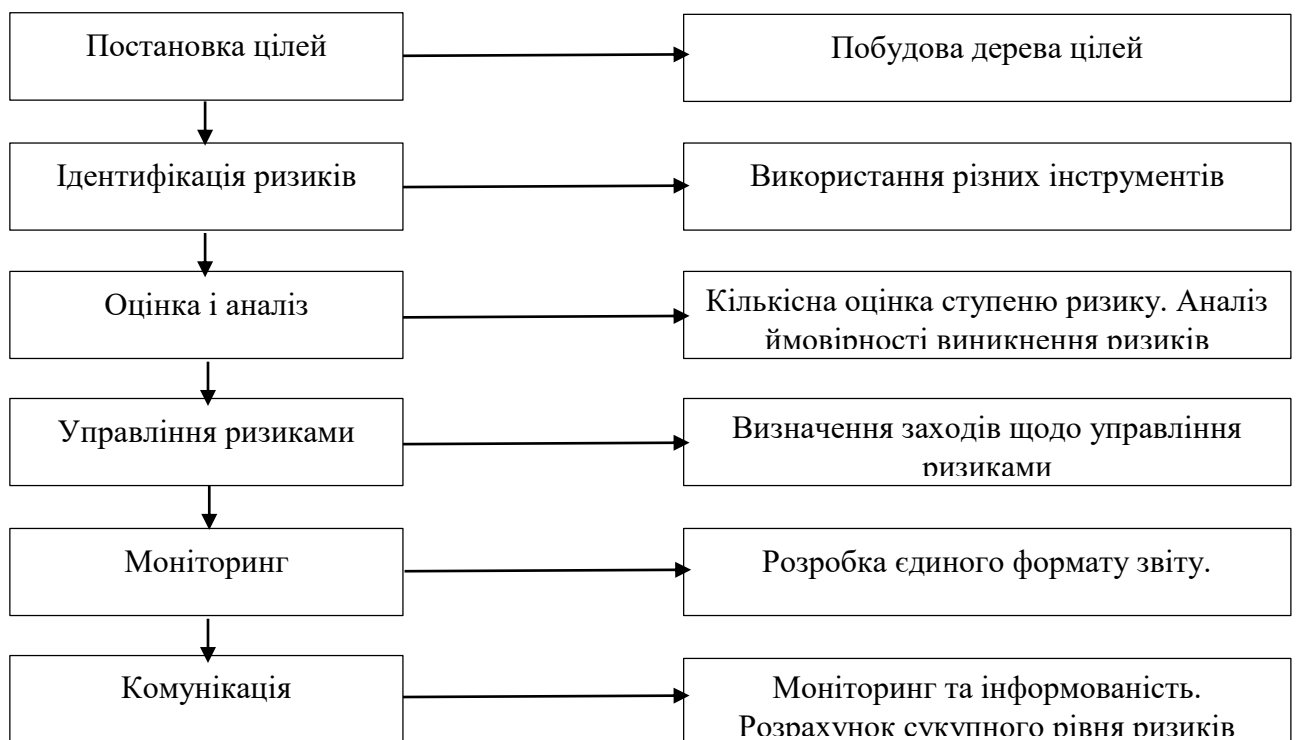 Постановка цілей
Побудова дерева цілей
Ідентифікація ризиків
Використання різних інструментів
Оцінка і аналіз
Кількісна оцінка ступеню ризику. Аналіз
ймовірності виникнення ризиків
Управління ризиками
Визначення заходів щодо управління
ризиками
Моніторинг
Розробка єдиного формату звіту.
Комунікація
Моніторинг та інформованість.
Розрахунок сукупного рівня ризиків